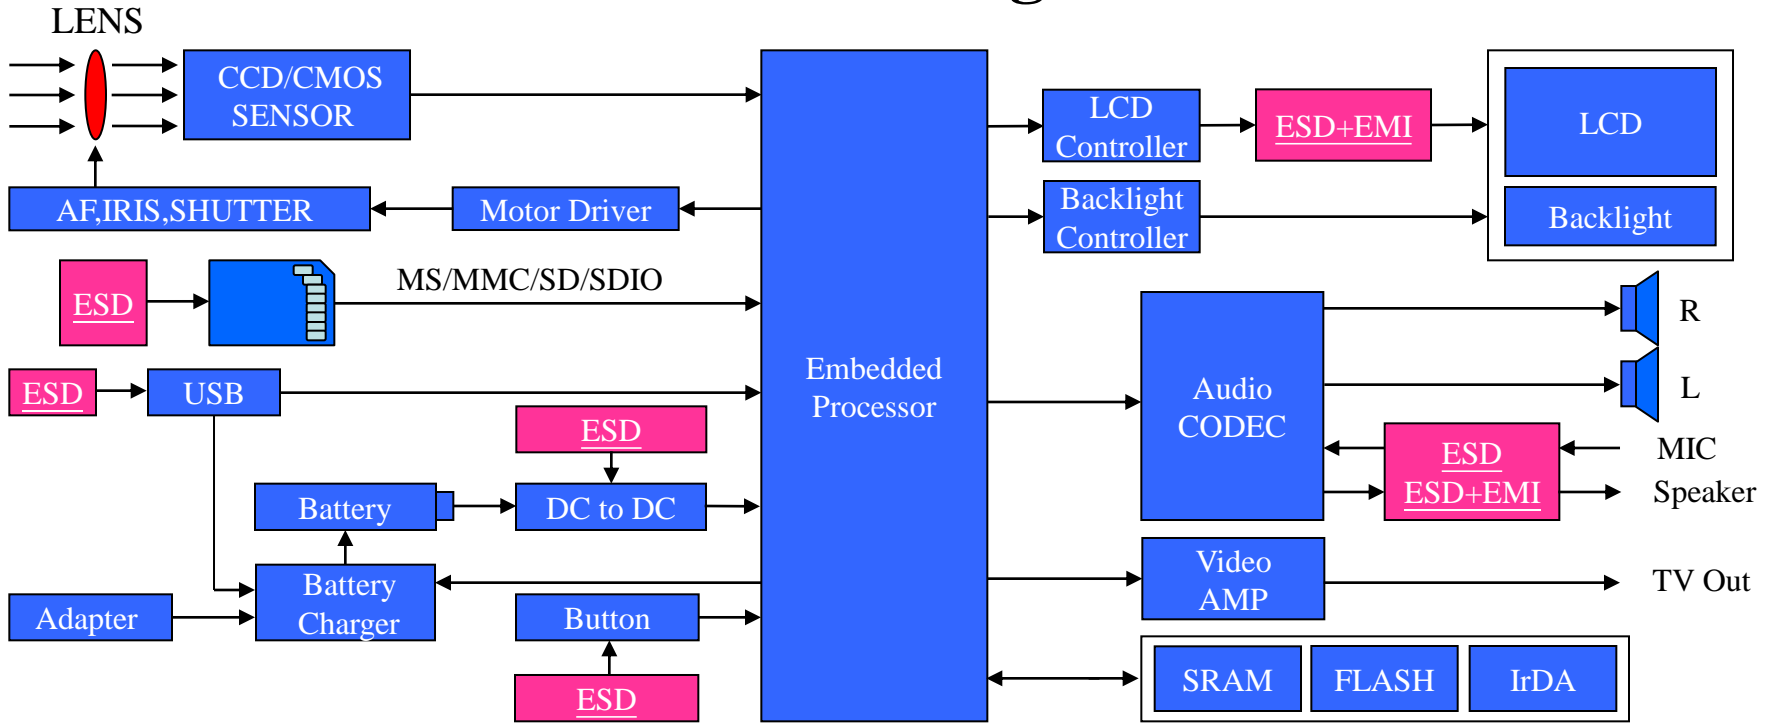 LENS
CCD/CMOS
SENSOR
AF,IRIS,SHUTTER
Motor Driver
ESD
MS/MMC/SD/SDIO
ESD
USB
ESD
Battery
DC to DC
Battery
Charger
Adapter
Button
ESD
Embedded
Processor
LCD
Controller
ESD+EMI
LCD
Backlight
Controller
Backlight
Audio
CODEC
R
L
ESD
ESD+EMI
MIC
Speaker
Video
AMP
TV Out
SRAM
FLASH
IrDA